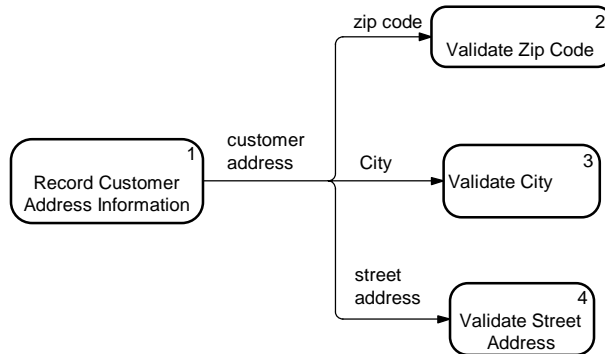 zip code
2
Validate Zip Code
customer
address
1
Record Customer
Address Information
City
3
Validate City
street
address
4
Validate Street
Address